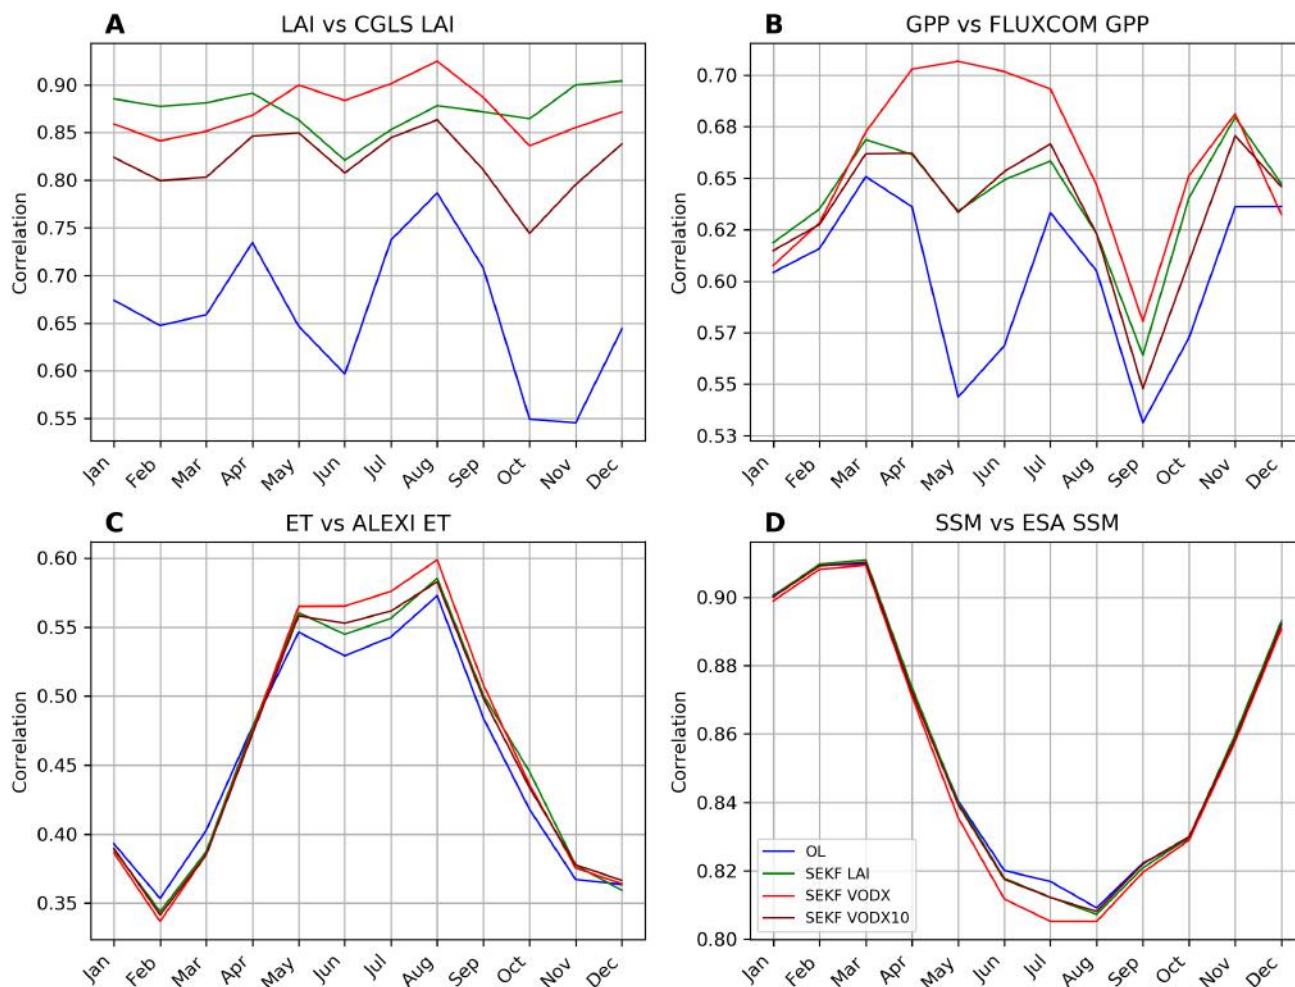 A
LAI vs CGLS LAI
Correlation
0.90
0.85
0.80
0.75
0.70
0.65
0.60
0.55
Jan
Feb
Mar
Apr
May
Jun
Jul
Aug
Sep
Oct
Nov
Dec
B
GPP vs FLUXCOM GPP
Correlation
0.70
0.68
0.65
0.62
0.60
0.57
0.55
0.53
Jan
Feb
Mar
Apr
May
Jun
Jul
Aug
Sep
Oct
Nov
Dec
C
ET vs ALEXI ET
Correlation
0.60
0.55
0.50
0.45
0.40
0.35
Jan
Feb
Mar
Apr
May
Jun
Jul
Aug
Sep
Oct
Nov
Dec
D
SSM vs ESA SSM
Correlation
0.90
0.88
0.86
0.84
0.82
0.80
OL
SEKF LAI
SEKF VODX
SEKF VODX10
Jan
Feb
Mar
Apr
May
Jun
Jul
Aug
Sep
Oct
Nov
Dec